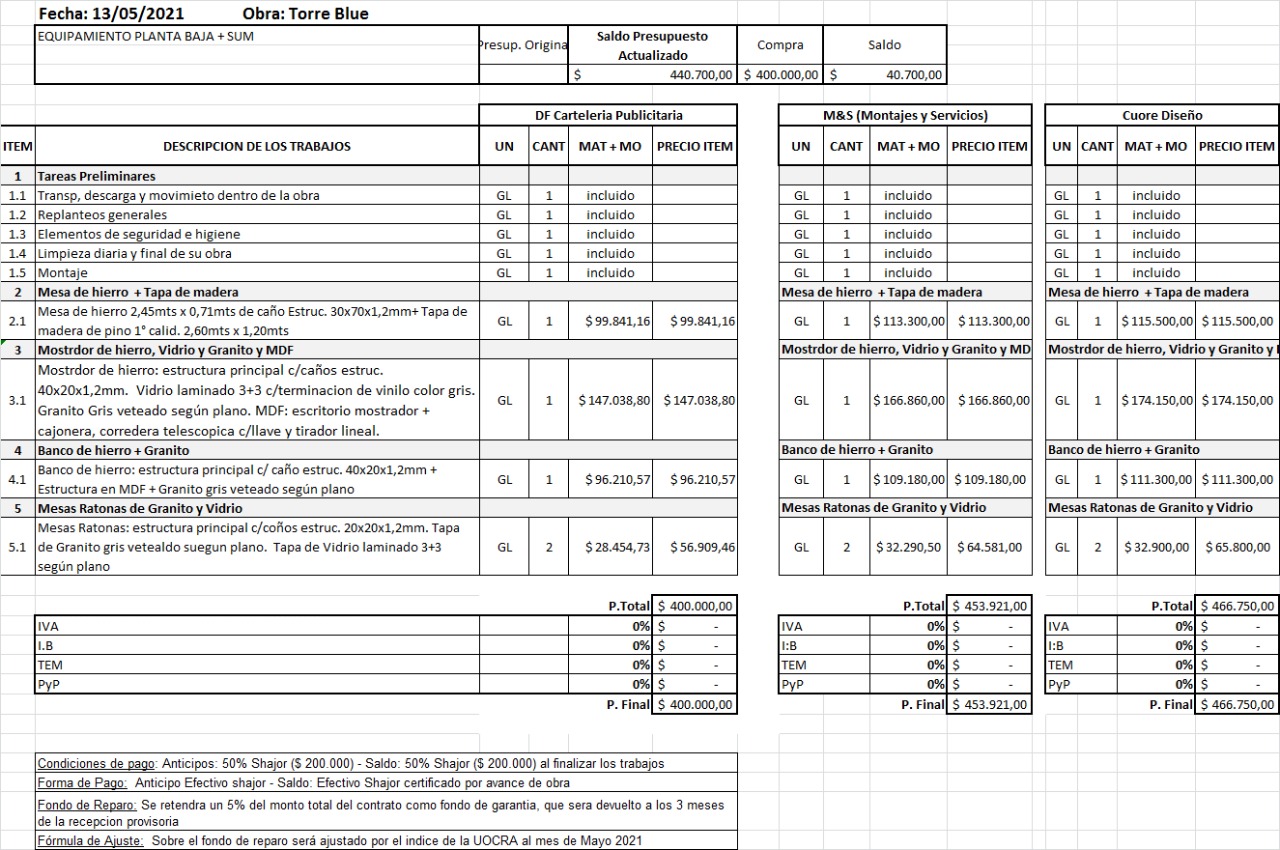 Fecha: 13/05/2021 Obra: Torre Blue
EQUIPAMIENTO PLANTA BAJA + SUM
Presup. Origina Saldo Presupuesto Actualizado Compra Saldo
$ 440.700,00 $ 400.000,00 $ 40.700,00
DF Carteleria Publicitaria M&S (Montajes y Servicios) Cuore Diseño
ITEM DESCRIPCION DE LOS TRABAJOS UN CANT MAT + MO PRECIO ITEM UN CANT MAT + MO PRECIO ITEM UN CANT MAT + MO PRECIO ITEM
1 Tareas Preliminares
1.1 Transp, descarga y movimieto dentro de la obra GL 1 incluido GL 1 incluido GL 1 incluido
1.2 Replanteos generales GL 1 incluido GL 1 incluido GL 1 incluido
1.3 Elementos de seguridad e higiene GL 1 incluido GL 1 incluido GL 1 incluido
1.4 Limpieza diaria y final de su obra GL 1 incluido GL 1 incluido GL 1 incluido
1.5 Montaje GL 1 incluido GL 1 incluido GL 1 incluido
2 Mesa de hierro + Tapa de madera Mesa de hierro + Tapa de madera Mesa de hierro + Tapa de madera
2.1 Mesa de hierro 2,45mts x 0,71mts de caño Estruc. 30x70x1,2mm+ Tapa de
madera de pino 1° calid. 2,60mts x 1,20mts
GL 1 $ 99.841,16 $ 99.841,16 GL 1 $ 113.300,00 $ 113.300,00 GL 1 $ 115.500,00 $ 115.500,00
3 Mostrdor de hierro, Vidrio y Granito y MDF Mostrdor de hierro, Vidrio y Granito y MD Mostrdor de hierro, Vidrio y Granito y
3.1 Mostrdor de hierro: estructura principal c/caños estruc.
40x20x1,2mm. Vidrio laminado 3+3 c/terminacion de vinilo color gris.
Granito Gris veteado según plano. MDF: escritorio mostrador +
cajonera, corredera telescopica c/llave y tirador lineal.
GL 1 $ 147.038,80 $ 147.038,80 GL 1 $ 166.860,00 $ 166.860,00 GL 1 $ 174.150,00 $ 174.150,00
4 Banco de hierro + Granito Banco de hierro + Granito Banco de hierro + Granito
4.1 Banco de hierro: estructura principal c/ caño estruc. 40x20x1,2mm +
Estructura en MDF + Granito gris veteado según plano
GL 1 $ 96.210,57 $ 96.210,57 GL 1 $ 109.180,00 $ 109.180,00 GL 1 $ 111.300,00 $ 111.300,00
5 Mesas Ratonas de Granito y Vidrio Mesas Ratonas de Granito y Vidrio Mesas Ratonas de Granito y Vidrio
5.1 Mesas Ratonas: estructura principal c/coños estruc. 20x20x1,2mm. Tapa
de Granito gris vetealdo suegun plano. Tapa de Vidrio laminado 3+3
según plano
GL 2 $ 28.454,73 $ 56.909,46 GL 2 $ 32.290,50 $ 64.581,00 GL 2 $ 32.900,00 $ 65.800,00
P.Total $ 400.000,00 P.Total $ 453.921,00 P.Total $ 466.750,00
IVA 0% $ - IVA 0% $ - IVA 0% $ -
I.B 0% $ - I:B 0% $ - I:B 0% $ -
TEM 0% $ - TEM 0% $ - TEM 0% $ -
PyP 0% $ - PyP 0% $ - PyP 0% $ -
P. Final $ 400.000,00 P. Final $ 453.921,00 P. Final $ 466.750,00
Condiciones de pago: Anticipos: 50% Shajor ($ 200.000) - Saldo: 50% Shajor ($ 200.000) al finalizar los trabajos
Forma de Pago: Anticipo Efectivo shajor - Saldo: Efectivo Shajor certificado por avance de obra
Fondo de Reparo: Se retendra un 5% del monto total del contrato como fondo de garantia, que sera devuelto a los 3 meses
de la recepcion provisoria
Fórmula de Ajuste: Sobre el fondo de reparo será ajustado por el indice de la UOCRA al mes de Mayo 2021